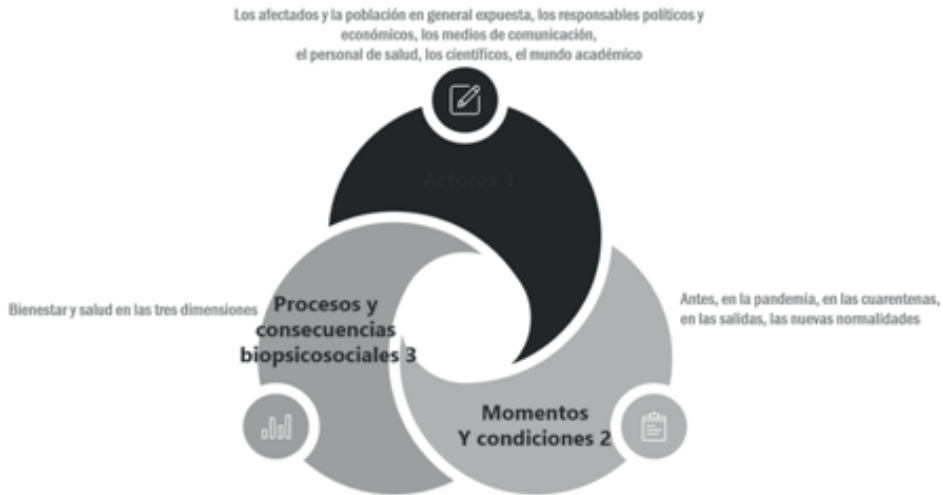 Los afectados y la población en general expuesta, los responsables políticos y
económicos, los medios de comunicación,
el personal de salud, los científicos, el mundo académico
Actores 1
Bienestar y salud en las tres dimensiones
Procesos y
consecuencias
biopsicosociales 3
Antes, en la pandemia, en las cuarentenas,
en las salidas, las nuevas normalidades
Momentos
Y condiciones 2